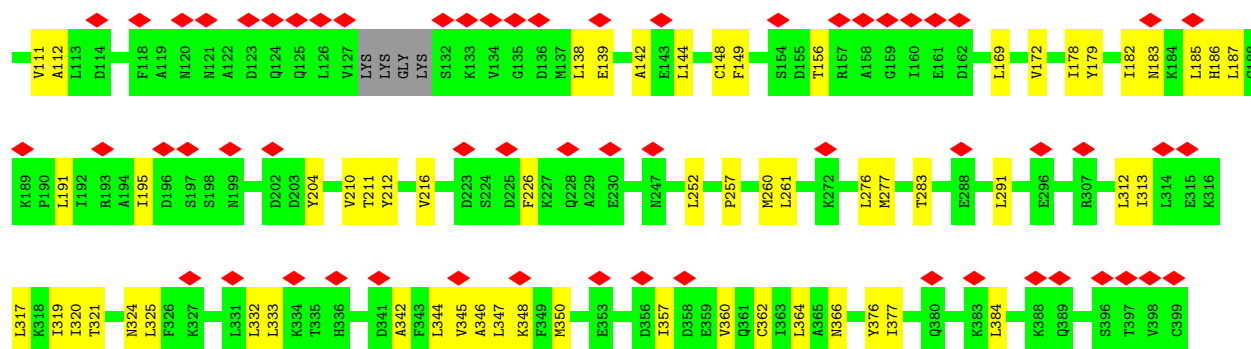 V111 A112 L113 D114 F118 A119 N120 N121 A122 D123 Q124 Q125 L126 V127 LYS LYS GLY LYS S132 K133 V134 G135 D136 M137 L138 E139 A142 E143 L144 C148 F149 S154 D155 T156 R157 A158 G159 I160 E161 D162 L169 V172 I178 Y179 I182 N183 K184 L185 H186 L187 G188
K189 P190 L191 I192 R193 A194 I195 D196 S197 S198 N199 D202 D203 Y204 V210 T211 Y212 V216 D223 S224 D225 F226 K227 Q228 A229 E230 N247 L252 P257 M260 L261 K272 L276 M277 T283 E288 L291 E296 R307 L312 I313 L314 E315 K316
L317 K318 I319 I320 T321 N324 L325 F326 K327 L331 L332 L333 K334 T335 H336 D341 A342 F343 L344 V345 A346 L347 K348 F349 M350 E353 D356 I357 D358 E359 V360 Q361 C362 I363 L364 A365 N366 Y376 I377 Q380 K383 L384 K388 Q389 S396 T397 V398 C399